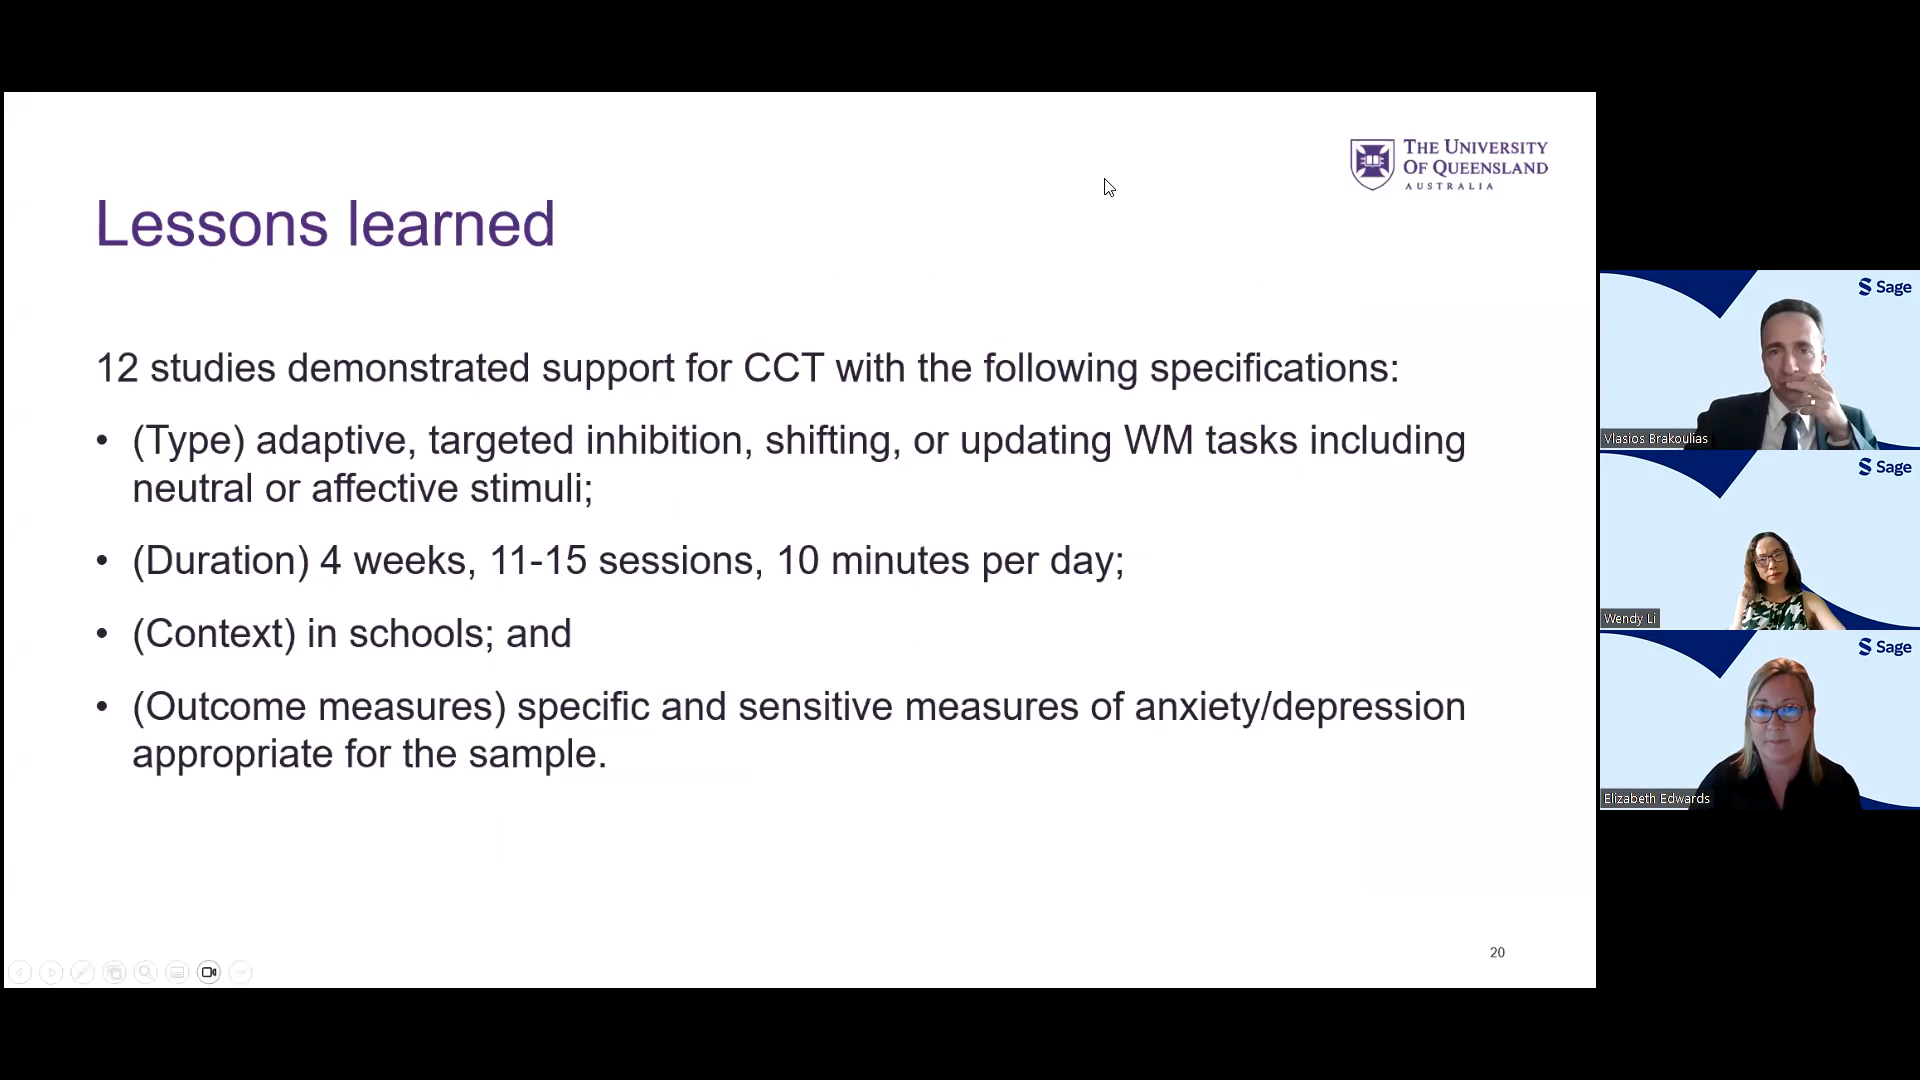 THE UNIVERSITY
OF QUEENSLAND
AUSTRALIA
Lessons learned
12 studies demonstrated support for CCT with the following specifications:
• (Type) adaptive, targeted inhibition, shifting, or updating WM tasks including
neutral or affective stimuli;
• (Duration) 4 weeks, 11-15 sessions, 10 minutes per day;
• (Context) in schools; and
• (Outcome measures) specific and sensitive measures of anxiety/depression
appropriate for the sample.
20
Sage
Vlasios Brakoulias
Sage
Wendy Li
Sage
Elizabeth Edwards